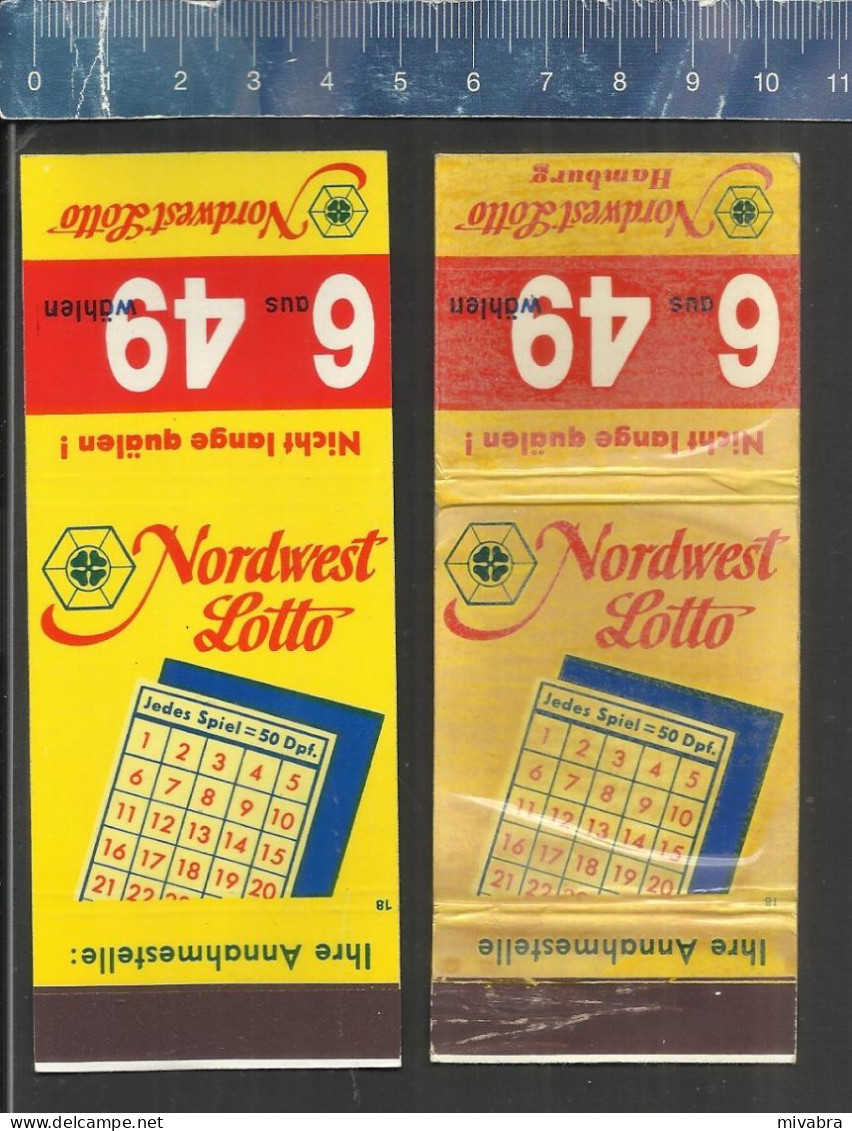 0 1 2 3 4 5 6 7 8 9 10 11
Nordwest Lotto
6 aus 49 wählen
Nicht lange quälen !
Nordwest
Lotto
Jedes Spiel = 50 Dpf.
1 2 3 4 5
6 7 8 9 10
11 12 13 14 15
16 17 18 19 20
21 22
18
Ihre Annahmestelle:
Nordwest Lotto
Hamburg
6 aus 49 wählen
Nicht lange quälen !
Nordwest
Lotto
Jedes Spiel = 50 Dpf.
1 2 3 4 5
6 7 8 9 10
11 12 13 14 15
16 17 18 19 20
21 22
18
Ihre Annahmestelle
mivabra